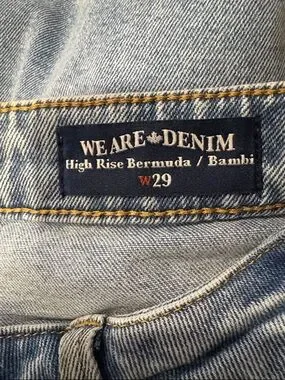 WE ARE DENIM
High Rise Bermuda / Bambi
W29